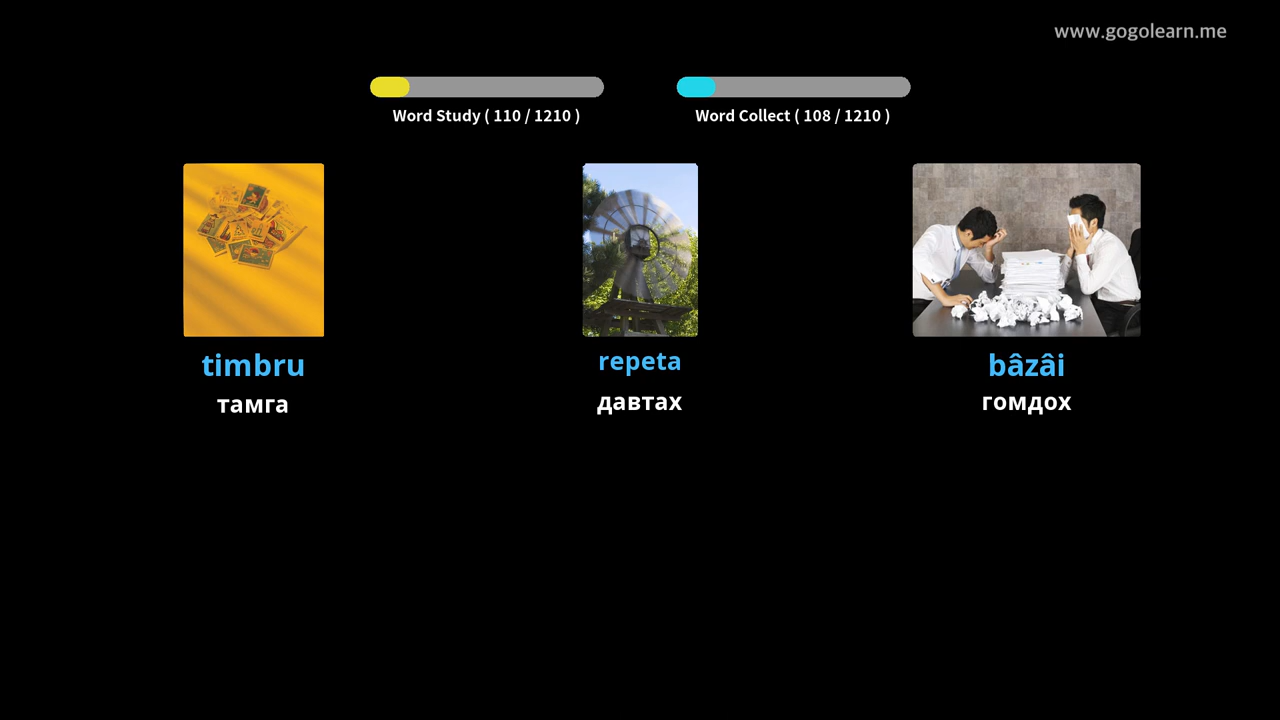 www.gogolearn.me
Word Study ( 110 / 1210 )
Word Collect ( 108 / 1210 )
timbru
тамга
repeta
давтах
bâzâi
гомдох